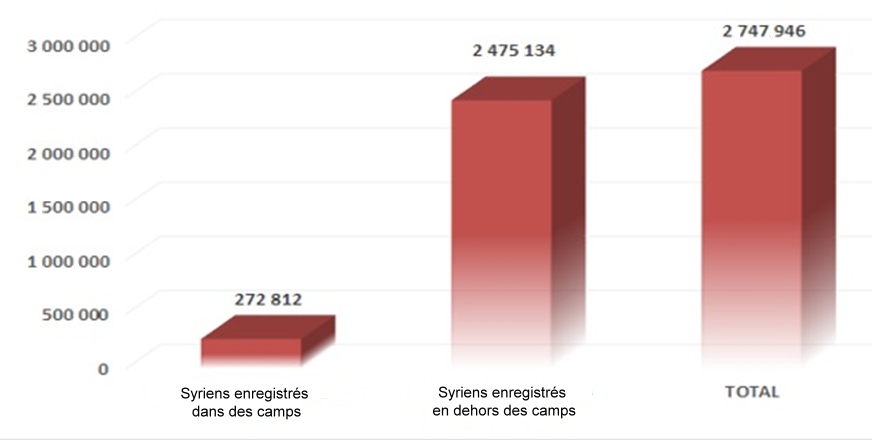 2 747 946
3 000 000
2 475 134
2 500 000
2 000 000
1 500 000
1 000 000
272 812
500 000
0
Syriens enregistrés
dans des camps
Syriens enregistrés
en dehors des camps
TOTAL